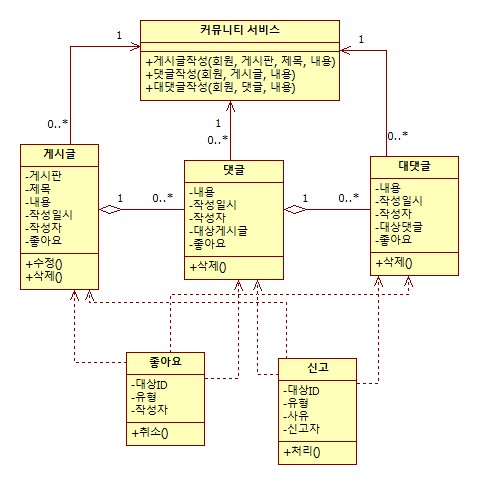 커뮤니티 서비스
+게시글작성(회원, 게시판, 제목, 내용)
+댓글작성(회원, 게시글, 내용)
+대댓글작성(회원, 댓글, 내용)
1
1
1
0..*
0..*
0..*
게시글
-게시판
-제목
-내용
-작성일시
-작성자
-좋아요
+수정()
+삭제()
1
0..*
댓글
-내용
-작성일시
-작성자
-대상게시글
-좋아요
+삭제()
1
0..*
대댓글
-내용
-작성일시
-작성자
-대상댓글
-좋아요
+삭제()
좋아요
-대상ID
-유형
-작성자
+취소()
신고
-대상ID
-유형
-사유
-신고자
+처리()